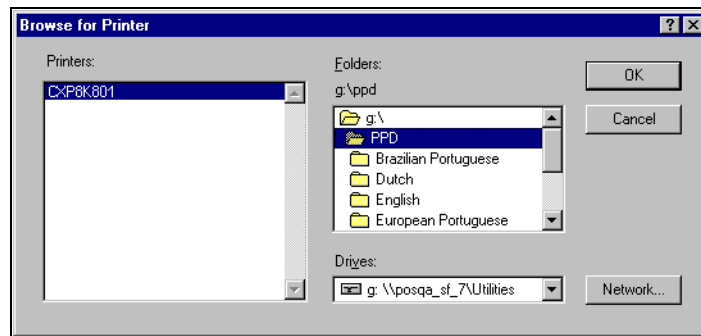 Browse for Printer
Printers:
CXP8K801
Folders:
g:\ppd
g:\
PPD
Brazilian Portuguese
Dutch
English
European Portuguese
Drives:
g: \\posqa_sf_7\Utilities
OK
Cancel
Network...